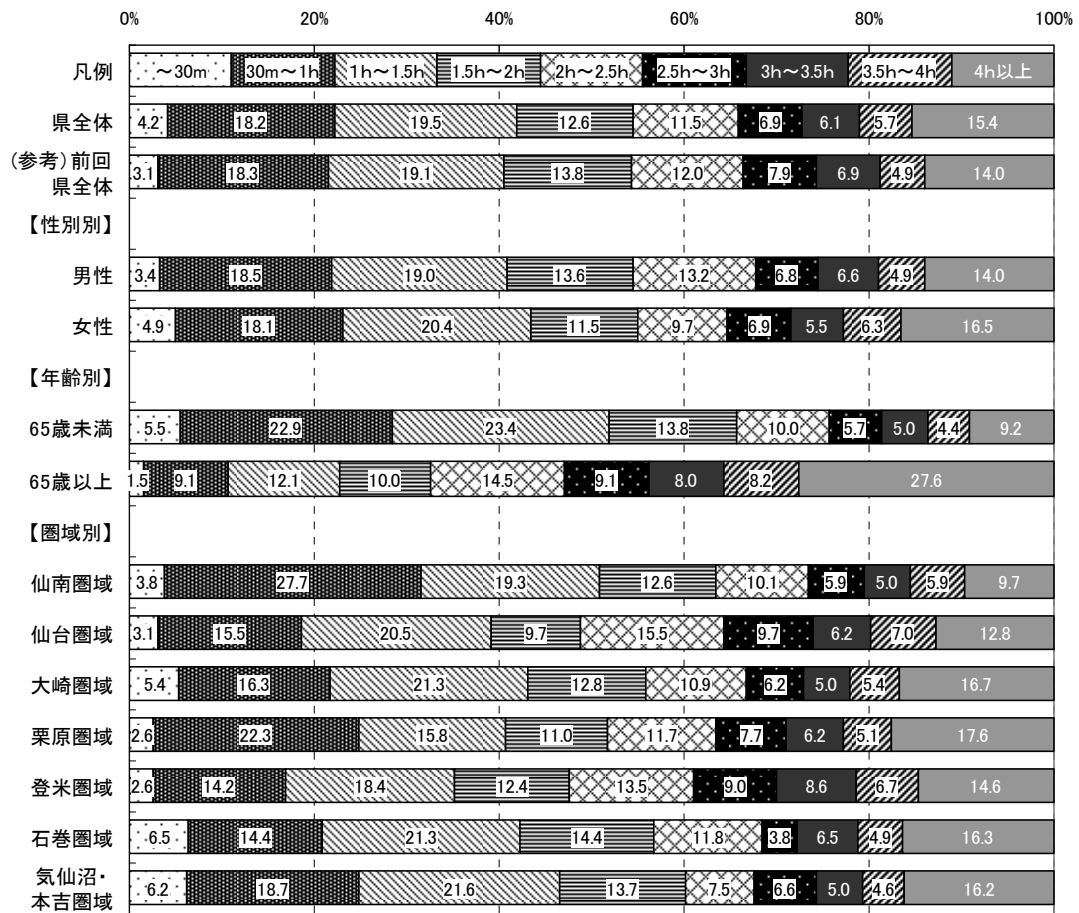 0% 20% 40% 60% 80% 100%
凡例 ～30m 30m～1h 1h～1.5h 1.5h～2h 2h～2.5h 2.5h～3h 3h～3.5h 3.5h～4h 4h以上
県全体 4.2 18.2 19.5 12.6 11.5 6.9 6.1 5.7 15.4
(参考)前回
県全体 3.1 18.3 19.1 13.8 12.0 7.9 6.9 4.9 14.0
【性別別】
男性 3.4 18.5 19.0 13.6 13.2 6.8 6.6 4.9 14.0
女性 4.9 18.1 20.4 11.5 9.7 6.9 5.5 6.3 16.5
【年齢別】
65歳未満 5.5 22.9 23.4 13.8 10.0 5.7 5.0 4.4 9.2
65歳以上 1.5 9.1 12.1 10.0 14.5 9.1 8.0 8.2 27.6
【圏域別】
仙南圏域 3.8 27.7 19.3 12.6 10.1 5.9 5.0 5.9 9.7
仙台圏域 3.1 15.5 20.5 9.7 15.5 9.7 6.2 7.0 12.8
大崎圏域 5.4 16.3 21.3 12.8 10.9 6.2 5.0 5.4 16.7
栗原圏域 2.6 22.3 15.8 11.0 11.7 7.7 6.2 5.1 17.6
登米圏域 2.6 14.2 18.4 12.4 13.5 9.0 8.6 6.7 14.6
石巻圏域 6.5 14.4 21.3 14.4 11.8 3.8 6.5 4.9 16.3
気仙沼・
本吉圏域 6.2 18.7 21.6 13.7 7.5 6.6 5.0 4.6 16.2